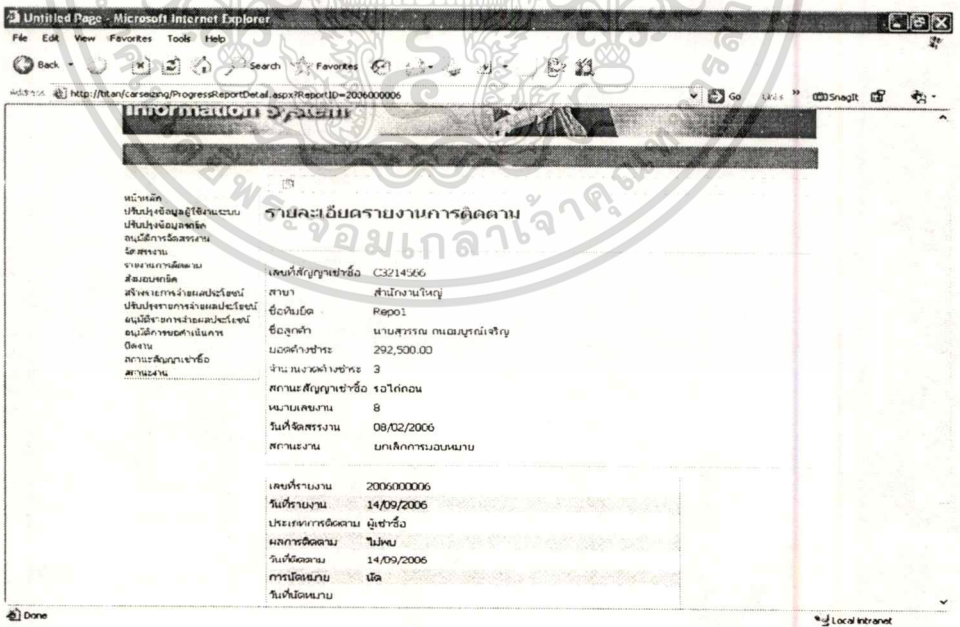 Untitled Page - Microsoft Internet Explorer
File Edit View Favorites Tools Help
Back Search Favorites
Address http://titan/carseizing/ProgressReportDetail.aspx?ReportID=2006000006 Go Links SnagIt
Information System
หน้าหลัก
ปรับปรุงข้อมูลผู้ใช้งานระบบ
ปรับปรุงข้อมูลรถยึด
อนุมัติการจัดสรรงาน
จัดสรรงาน
รายงานการติดตาม
ส่งมอบรถยึด
สร้างรายการจ่ายผลประโยชน์
ปรับปรุงรายการจ่ายผลประโยชน์
อนุมัติรายการจ่ายผลประโยชน์
อนุมัติการขอดำเนินการ
ปิดงาน
สถานะสัญญาเช่าซื้อ
สถานะงาน
รายละเอียดรายงานการติดตาม
เลขที่สัญญาเช่าซื้อ C3214566
สาขา สำนักงานใหญ่
ชื่อทีมยึด Repo1
ชื่อลูกค้า นายสุวรรณ
ยอดค้างชำระ 292,500.00
จำนวนงวดค้างชำระ 3
สถานะสัญญาเช่าซื้อ รอไถ่ถอน
หมายเลขงาน 8
วันที่จัดสรรงาน 08/02/2006
สถานะงาน ยกเลิกการมอบหมาย
เลขที่รายงาน 2006000006
วันที่รายงาน 14/09/2006
ประเภทการติดตาม ผู้เช่าซื้อ
ผลการติดตาม ไม่พบ
วันที่ติดตาม 14/09/2006
การนัดหมาย นัด
วันที่นัดหมาย
Done Local intranet
พระจอมเกล้าเจ้าคุณทหาร